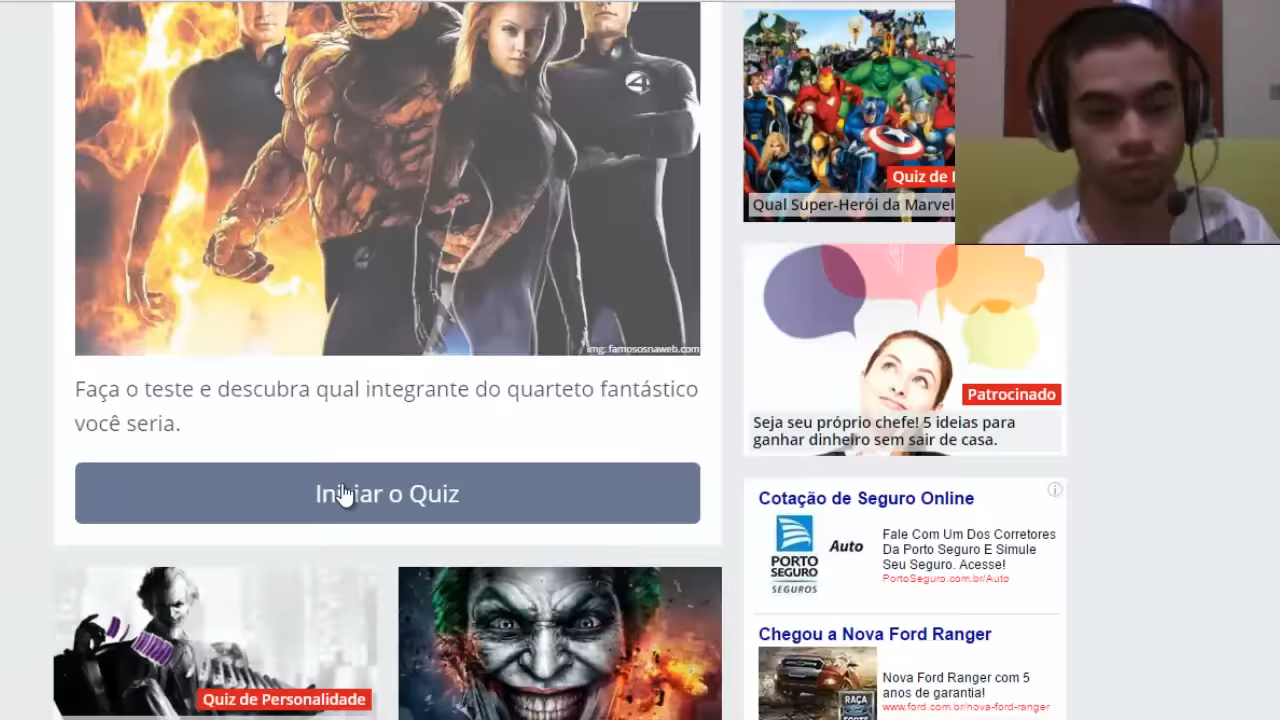 4
img: famososnaweb.com
Faça o teste e descubra qual integrante do quarteto fantástico
você seria.
Iniciar o Quiz
Quiz de Personalidade
Quiz de
Qual Super-Herói da Marvel
Patrocinado
Seja seu próprio chefe! 5 ideias para
ganhar dinheiro sem sair de casa.
Cotação de Seguro Online
PORTO
SEGURO
SEGUROS
Auto
Fale Com Um Dos Corretores
Da Porto Seguro E Simule
Seu Seguro. Acesse!
PortoSeguro.com.br/Auto
Chegou a Nova Ford Ranger
RAÇA
FORTE
Nova Ford Ranger com 5
anos de garantia!
www.ford.com.br/nova-ford-ranger